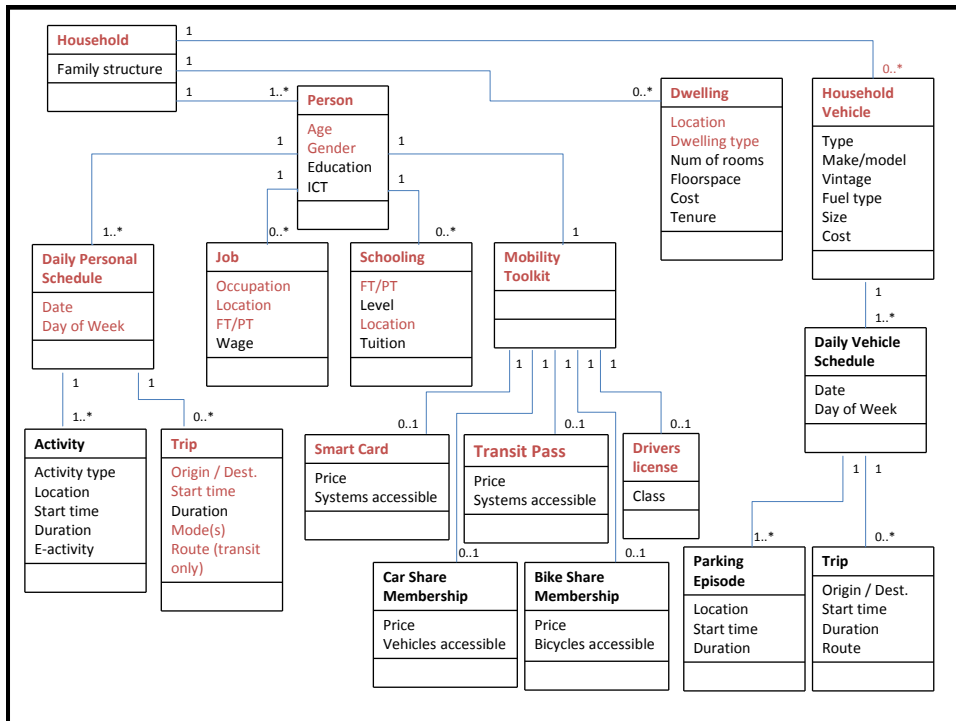 Household
Family structure
1
1
1
1..*
0..*
0..*
Person
Age
Gender
Education
ICT
1
1
1
1
Dwelling
Location
Dwelling type
Num of rooms
Floorspace
Cost
Tenure
Household
Vehicle
Type
Make/model
Vintage
Fuel type
Size
Cost
1..*
0..*
0..*
1
Daily Personal
Schedule
Date
Day of Week
Job
Occupation
Location
FT/PT
Wage
Schooling
FT/PT
Level
Location
Tuition
Mobility
Toolkit
1
1..*
Daily Vehicle
Schedule
Date
Day of Week
1
1
1..*
0..*
1
1
1
1
1
0..1
0..1
0..1
Activity
Activity type
Location
Start time
Duration
E-activity
Trip
Origin / Dest.
Start time
Duration
Mode(s)
Route (transit
only)
Smart Card
Price
Systems accessible
Transit Pass
Price
Systems accessible
Drivers
license
Class
1
1
1..*
0..*
0..1
0..1
Car Share
Membership
Price
Vehicles accessible
Bike Share
Membership
Price
Bicycles accessible
Parking
Episode
Location
Start time
Duration
Trip
Origin / Dest.
Start time
Duration
Route